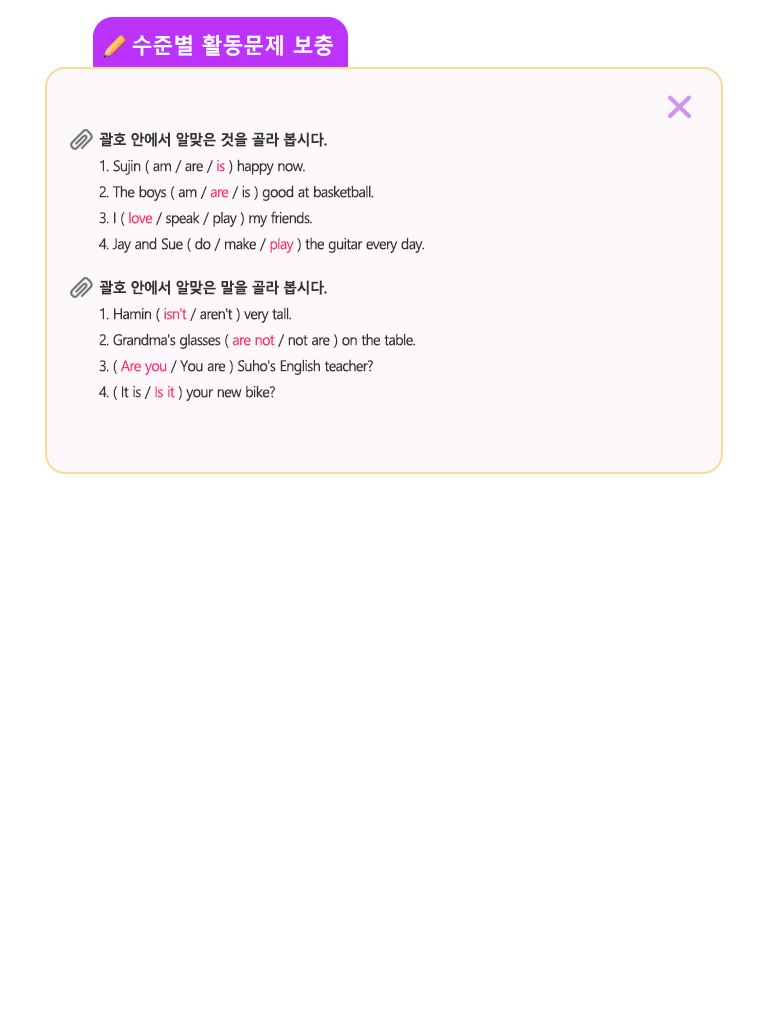 수준별 활동문제 보충
괄호 안에서 알맞은 것을 골라 봅시다.
1. Sujin ( am / are / is ) happy now.
2. The boys ( am / are / is ) good at basketball.
3. I ( love / speak / play ) my friends.
4. Jay and Sue ( do / make / play ) the guitar every day.
괄호 안에서 알맞은 말을 골라 봅시다.
1. Hamin ( isn't / aren't ) very tall.
2. Grandma's glasses ( are not / not are ) on the table.
3. ( Are you / You are ) Suho's English teacher?
4. ( It is / Is it ) your new bike?